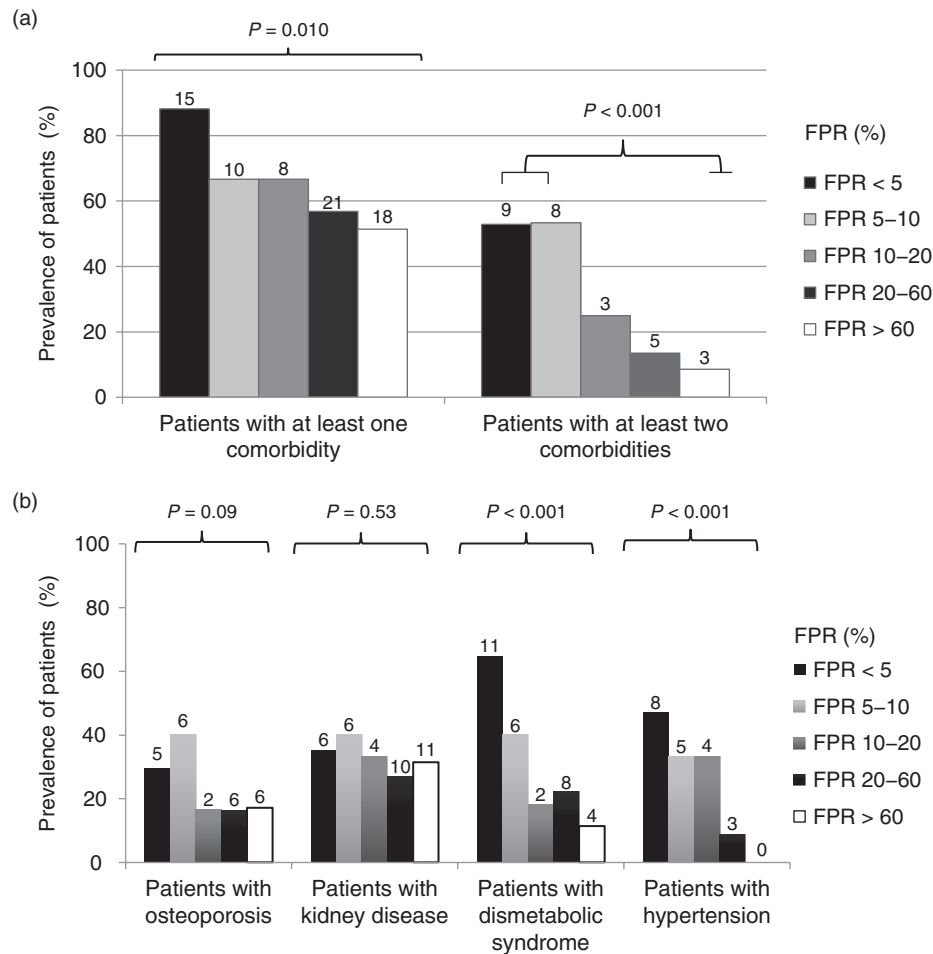 (a)
P = 0.010
P < 0.001
Prevalence of patients (%)
100
80
60
40
20
0
15
10
8
21
18
9
8
3
5
3
Patients with at least one
comorbidity
Patients with at least two
comorbidities
FPR (%)
FPR < 5
FPR 5–10
FPR 10–20
FPR 20–60
FPR > 60
(b)
P = 0.09
P = 0.53
P < 0.001
P < 0.001
Prevalence of patients (%)
100
80
60
40
20
0
5
6
2
6
6
6
6
4
10
11
11
6
2
8
4
8
5
4
3
0
Patients with
osteoporosis
Patients with
kidney disease
Patients with
dismetabolic
syndrome
Patients with
hypertension
FPR (%)
FPR < 5
FPR 5–10
FPR 10–20
FPR 20–60
FPR > 60